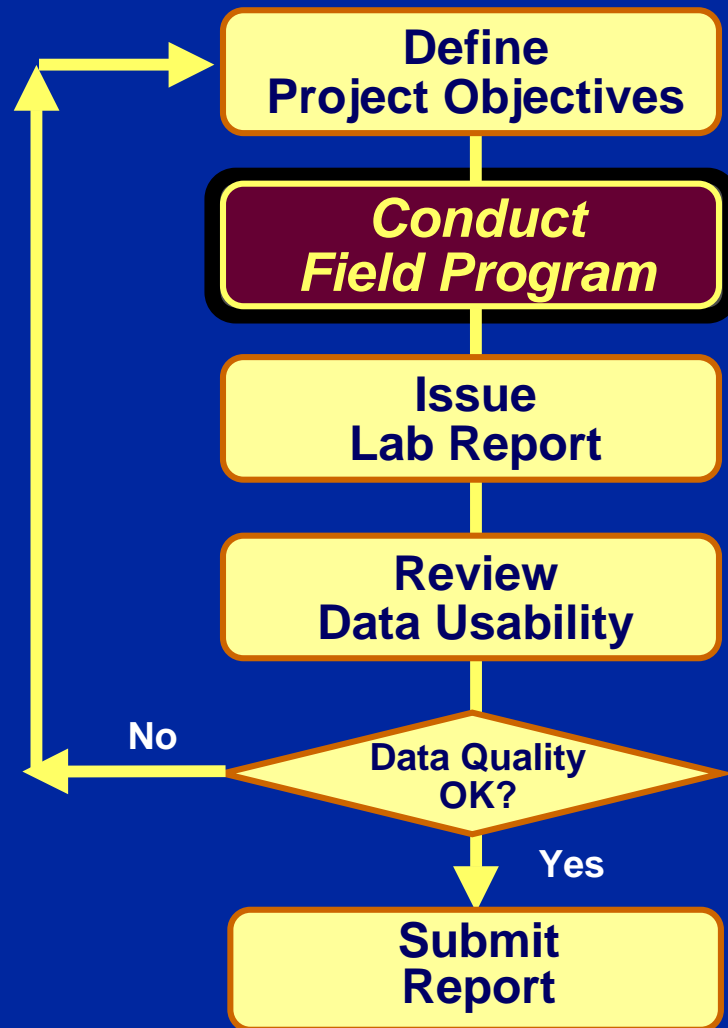 Define
Project Objectives
Conduct
Field Program
Issue
Lab Report
Review
Data Usability
No
Data Quality
OK?
Yes
Submit
Report